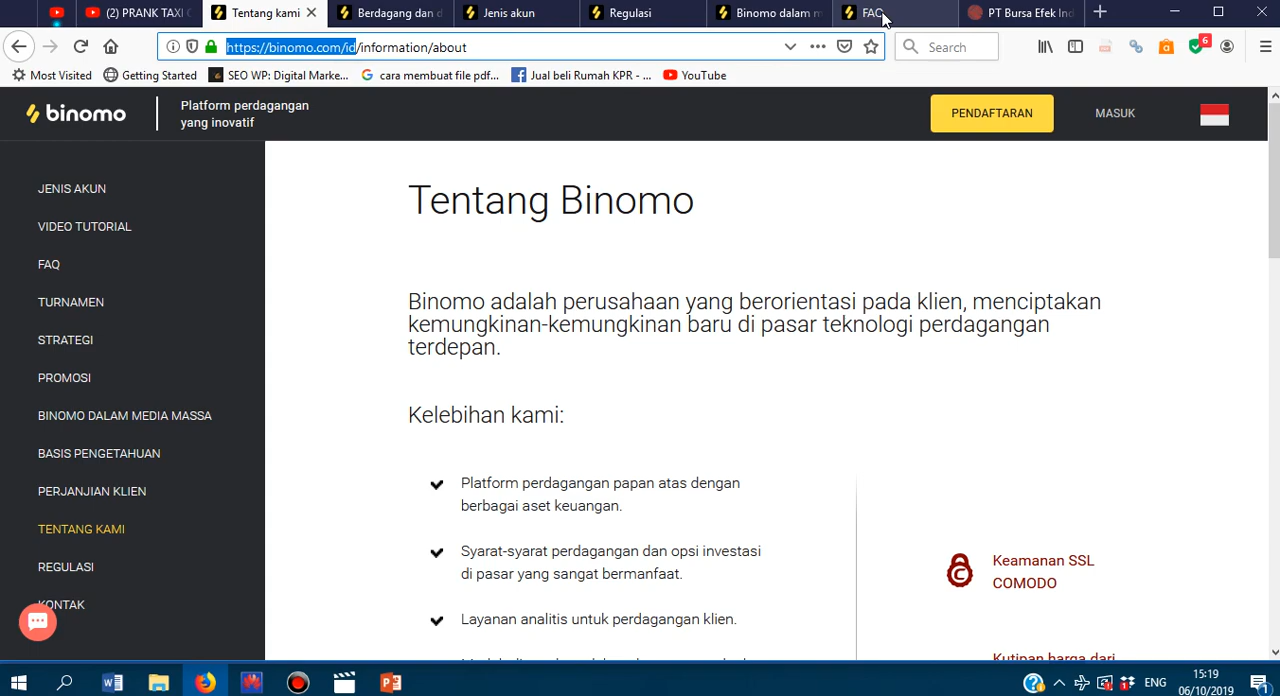 (2) PRANK TAXI
Tentang kami
Berdagang dan
Jenis akun
Regulasi
Binomo dalam
FAQ
PT Bursa Efek Ind
https://binomo.com/id/information/about
Search
6
Most Visited
Getting Started
SEO WP: Digital Marke...
cara membuat file pdf...
Jual beli Rumah KPR - ...
YouTube
binomo
Platform perdagangan
yang inovatif
PENDAFTARAN
MASUK
JENIS AKUN
VIDEO TUTORIAL
FAQ
TURNAMEN
STRATEGI
PROMOSI
BINOMO DALAM MEDIA MASSA
BASIS PENGETAHUAN
PERJANJIAN KLIEN
TENTANG KAMI
REGULASI
KONTAK
Tentang Binomo
Binomo adalah perusahaan yang berorientasi pada klien, menciptakan
kemungkinan-kemungkinan baru di pasar teknologi perdagangan
terdepan.
Kelebihan kami:
Platform perdagangan papan atas dengan
berbagai aset keuangan.
Syarat-syarat perdagangan dan opsi investasi
di pasar yang sangat bermanfaat.
Layanan analitis untuk perdagangan klien.
Keamanan SSL
COMODO
Kutipan harga dari
ENG
15:19
06/10/2019